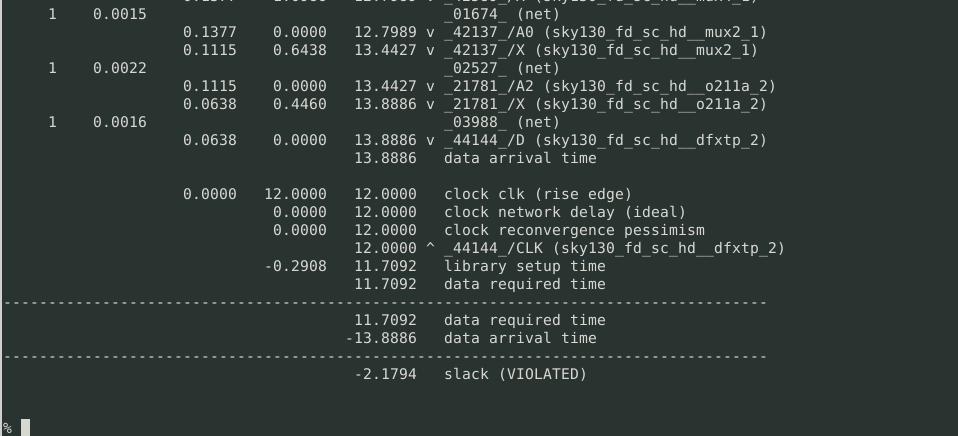 1    0.0015                                 _01674_ (net)
0.1377    0.0000   12.7989 v _42137_/A0 (sky130_fd_sc_hd__mux2_1)
0.1115    0.6438   13.4427 v _42137_/X (sky130_fd_sc_hd__mux2_1)
1    0.0022                                 _02527_ (net)
0.1115    0.0000   13.4427 v _21781_/A2 (sky130_fd_sc_hd__o211a_2)
0.0638    0.4460   13.8886 v _21781_/X (sky130_fd_sc_hd__o211a_2)
1    0.0016                                 _03988_ (net)
0.0638    0.0000   13.8886 v _44144_/D (sky130_fd_sc_hd__dfxtp_2)
13.8886   data arrival time
0.0000   12.0000   12.0000   clock clk (rise edge)
0.0000   12.0000   clock network delay (ideal)
0.0000   12.0000   clock reconvergence pessimism
12.0000 ^ _44144_/CLK (sky130_fd_sc_hd__dfxtp_2)
-0.2908   11.7092   library setup time
11.7092   data required time
-------------------------------------------------------------------------------------
11.7092   data required time
-13.8886   data arrival time
-------------------------------------------------------------------------------------
-2.1794   slack (VIOLATED)
%